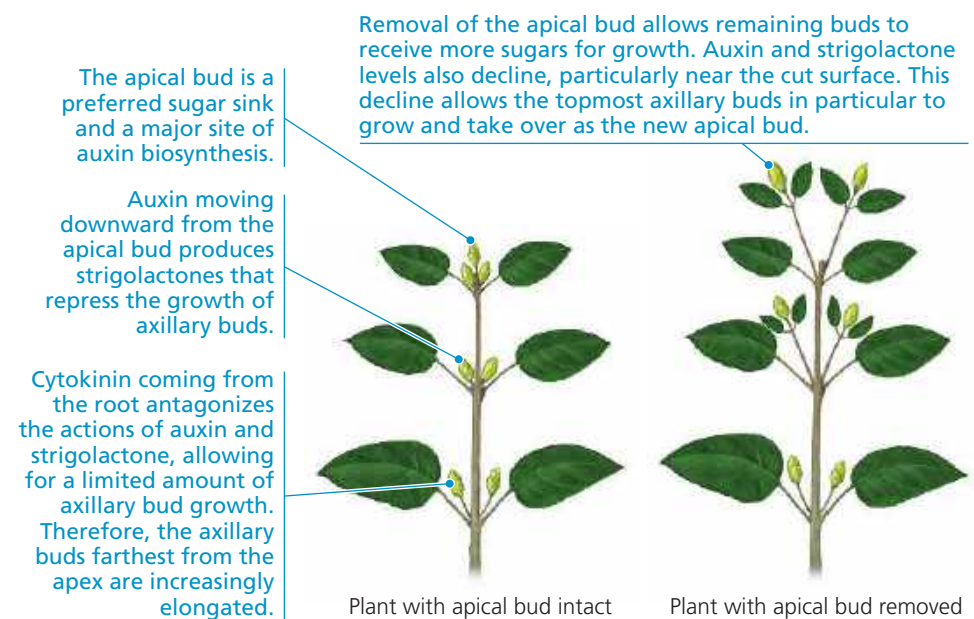 Removal of the apical bud allows remaining buds to
receive more sugars for growth. Auxin and strigolactone
levels also decline, particularly near the cut surface. This
decline allows the topmost axillary buds in particular to
grow and take over as the new apical bud.
The apical bud is a
preferred sugar sink
and a major site of
auxin biosynthesis.
Auxin moving
downward from the
apical bud produces
strigolactones that
repress the growth of
axillary buds.
Cytokinin coming from
the root antagonizes
the actions of auxin and
strigolactone, allowing
for a limited amount of
axillary bud growth.
Therefore, the axillary
buds farthest from the
apex are increasingly
elongated.
Plant with apical bud intact
Plant with apical bud removed